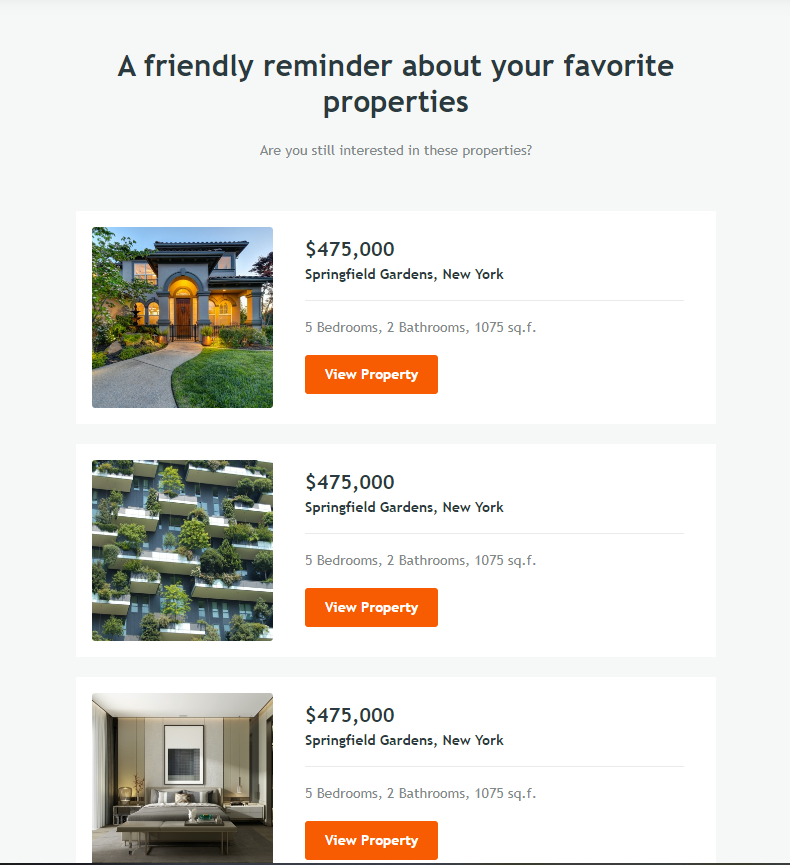 A friendly reminder about your favorite
properties
Are you still interested in these properties?
$475,000
Springfield Gardens, New York
5 Bedrooms, 2 Bathrooms, 1075 sq.f.
View Property
$475,000
Springfield Gardens, New York
5 Bedrooms, 2 Bathrooms, 1075 sq.f.
View Property
$475,000
Springfield Gardens, New York
5 Bedrooms, 2 Bathrooms, 1075 sq.f.
View Property